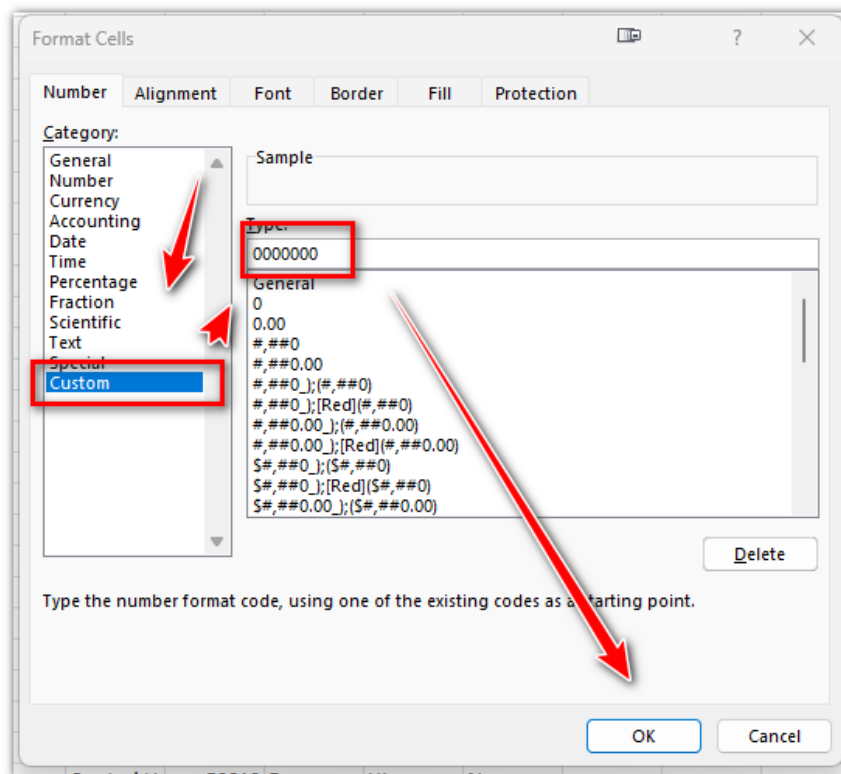 Format Cells
Number Alignment Font Border Fill Protection
Category:
General
Number
Currency
Accounting
Date
Time
Percentage
Fraction
Scientific
Text
Special
Custom
Sample
Type:
0000000
General
0
0.00
#,##0
#,##0.00
#,##0_);(#,##0)
#,##0_);[Red](#,##0)
#,##0.00_);(#,##0.00)
#,##0.00_);[Red](#,##0.00)
$#,##0_);($#,##0)
$#,##0_);[Red]($#,##0)
$#,##0.00_);($#,##0.00)
Delete
Type the number format code, using one of the existing codes as a starting point.
OK Cancel